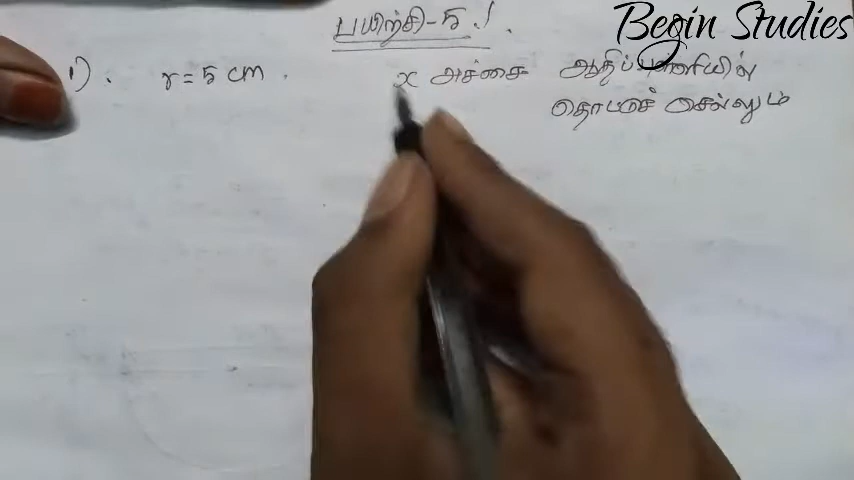 Begin Studies
பயிற்சி - 5.1.
1). r = 5 cm. x அச்சை ஆதிப்புள்ளியில்
தொட்டுச் செல்லும்